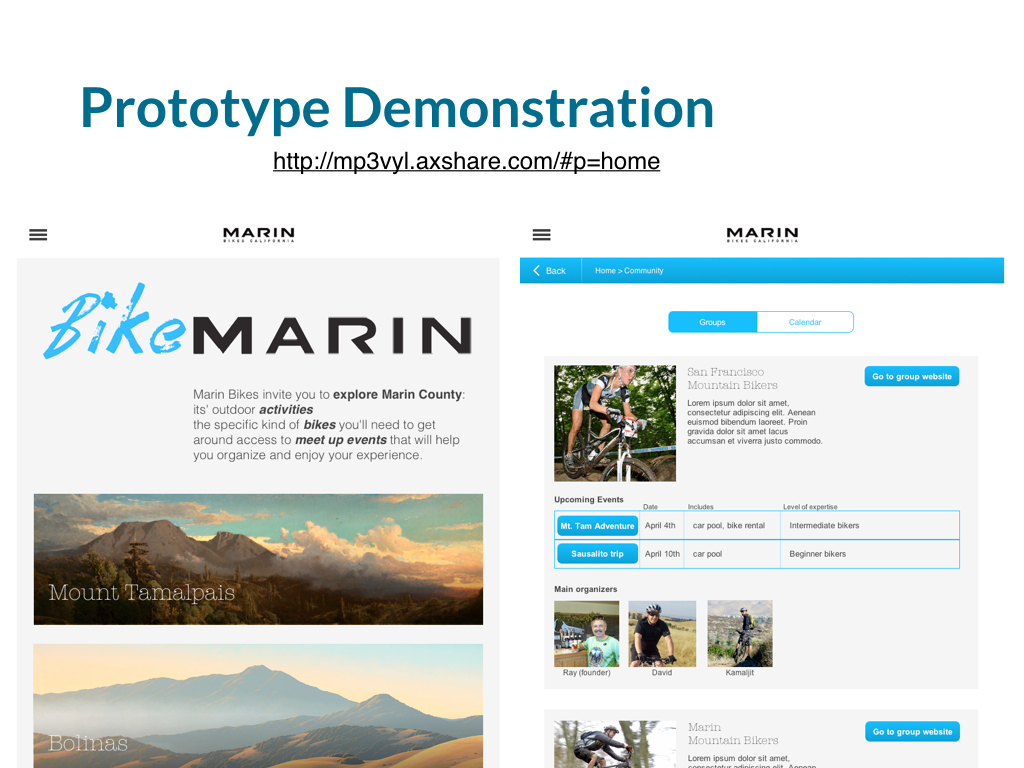 Prototype Demonstration
http://mp3vyl.axshare.com/#p=home
MARIN
BIKES CALIFORNIA
BikeMARIN
Marin Bikes invite you to explore Marin County:
its' outdoor activities
the specific kind of bikes you'll need to get
around access to meet up events that will help
you organize and enjoy your experience.
Mount Tamalpais
Bolinas
MARIN
BIKES CALIFORNIA
Back
Home > Community
Groups
Calendar
San Francisco
Mountain Bikers
Go to group website
Lorem ipsum dolor sit amet,
consectetur adipiscing elit. Aenean
euismod bibendum laoreet. Proin
gravida dolor sit amet lacus
accumsan et viverra justo commodo.
Upcoming Events
Date Includes Level of expertise
Mt. Tam Adventure April 4th car pool, bike rental Intermediate bikers
Sausalito trip April 10th car pool Beginner bikers
Main organizers
Ray (founder) David Kamaljit
Marin
Mountain Bikers
Go to group website
Lorem ipsum dolor sit amet,
consectetur adipiscing elit. Aenean